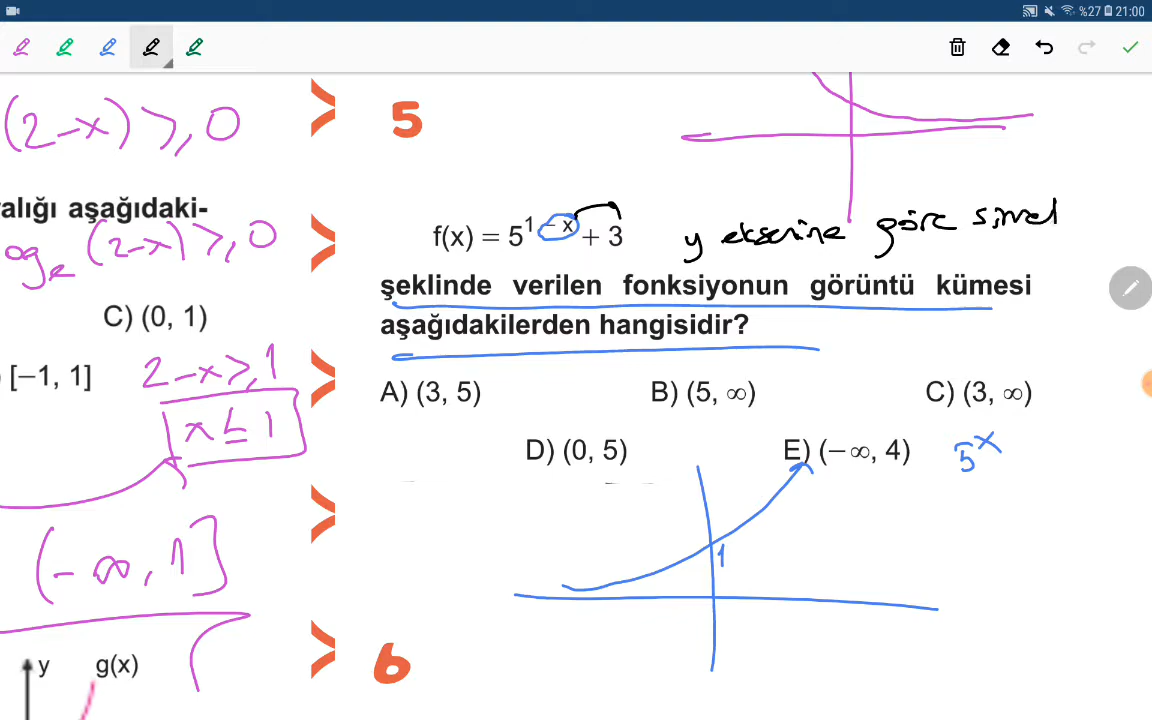 %27 21:00
(2-x) ≥ 0
5
alığı aşağıdaki-
f(x) = 5^{1-x} + 3
y eksenine göre simet
oge (2-x) ≥ 0
şeklinde verilen fonksiyonun görüntü kümesi
aşağıdakilerden hangisidir?
C) (0, 1)
[−1, 1]
2-x ≥ 1
A) (3, 5) B) (5, ∞) C) (3, ∞)
x ≤ 1
D) (0, 5) E) (−∞, 4)
5^x
1
(-∞, 1]
6
y g(x)